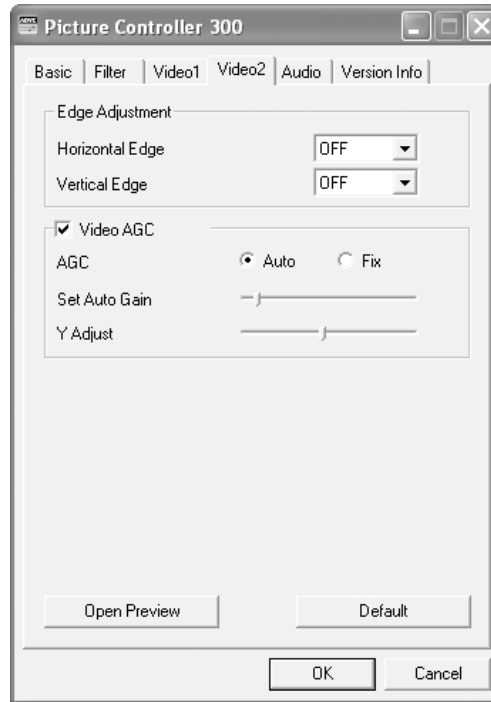 Picture Controller 300
Basic Filter Video1 Video2 Audio Version Info
Edge Adjustment
Horizontal Edge OFF
Vertical Edge OFF
Video AGC
AGC Auto Fix
Set Auto Gain
Y Adjust
Open Preview Default
OK Cancel